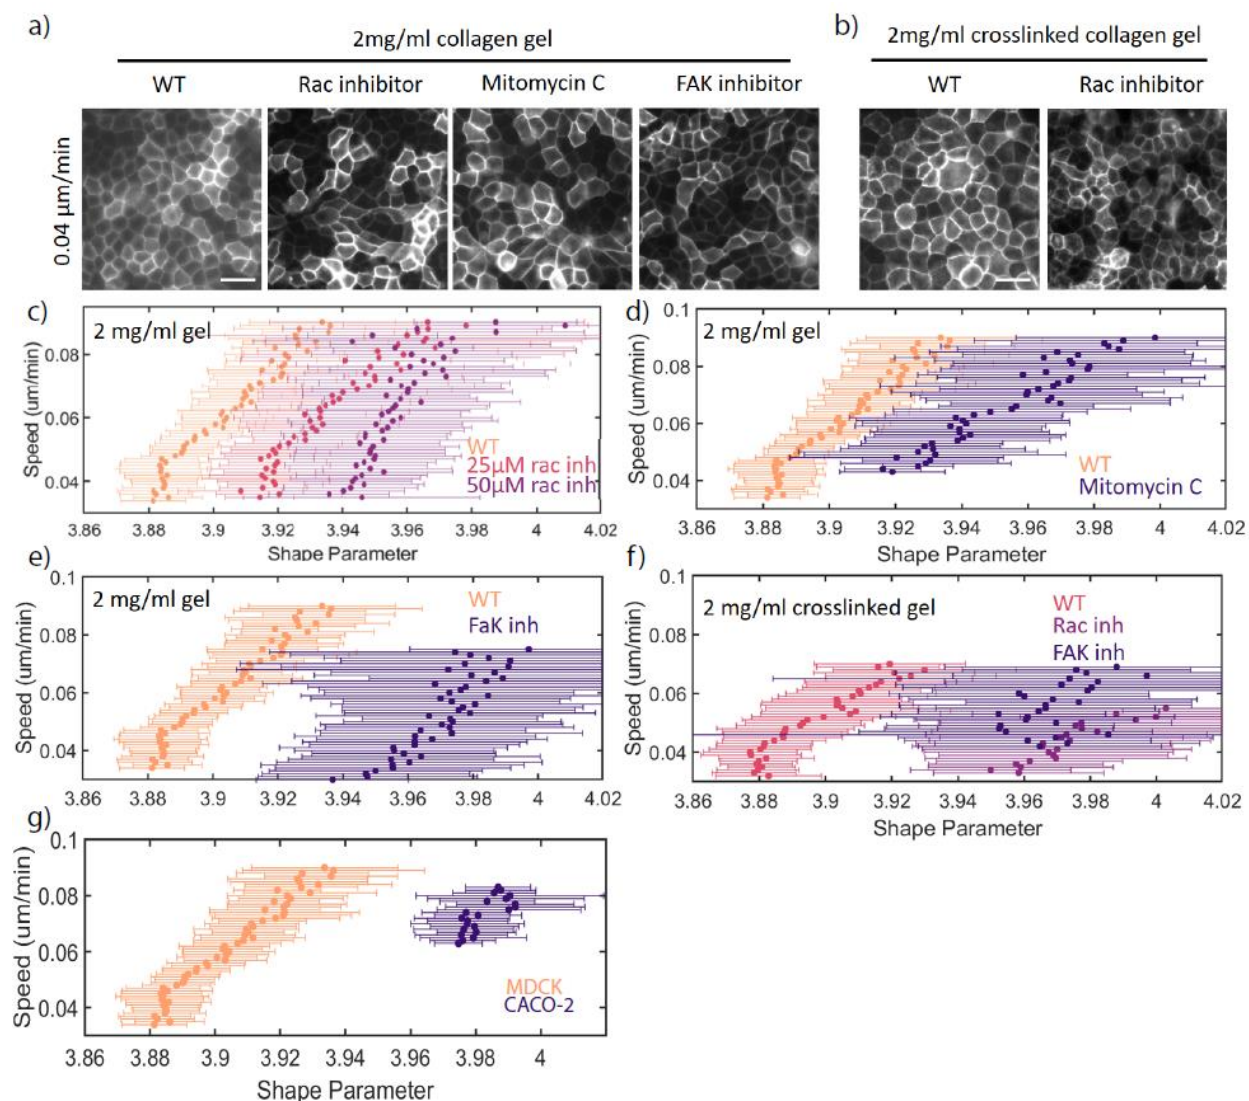 a)
2mg/ml collagen gel
WT Rac inhibitor Mitomycin C FAK inhibitor
0.04 µm/min
b)
2mg/ml crosslinked collagen gel
WT Rac inhibitor
c)
2 mg/ml gel
Speed (um/min)
0.08
0.06
0.04
WT
25µM rac inh
50µM rac inh
3.86 3.88 3.9 3.92 3.94 3.96 3.98 4 4.02
Shape Parameter
d)
2 mg/ml gel
Speed (um/min)
0.1
0.08
0.06
0.04
WT
Mitomycin C
3.86 3.88 3.9 3.92 3.94 3.96 3.98 4 4.02
Shape Parameter
e)
2 mg/ml gel
Speed (um/min)
0.1
0.08
0.06
0.04
WT
FaK inh
3.86 3.88 3.9 3.92 3.94 3.96 3.98 4 4.02
Shape Parameter
f)
2 mg/ml crosslinked gel
Speed (um/min)
0.1
0.08
0.06
0.04
WT
Rac inh
FAK inh
3.86 3.88 3.9 3.92 3.94 3.96 3.98 4 4.02
Shape Parameter
g)
Speed (um/min)
0.1
0.08
0.06
0.04
MDCK
CACO-2
3.86 3.88 3.9 3.92 3.94 3.96 3.98 4
Shape Parameter